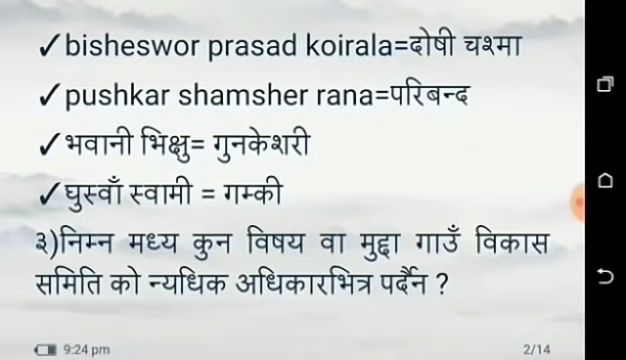 ✓bisheswor prasad koirala=दोषी चश्मा
✓pushkar shamsher rana=परिबन्द
✓भवानी भिक्षु= गुनकेशरी
✓घुस्वाँ स्वामी = गम्की
३)निम्न मध्य कुन विषय वा मुद्दा गाउँ विकास
समिति को न्यधिक अधिकारभित्र पर्दैन ?
9:24 pm 2/14